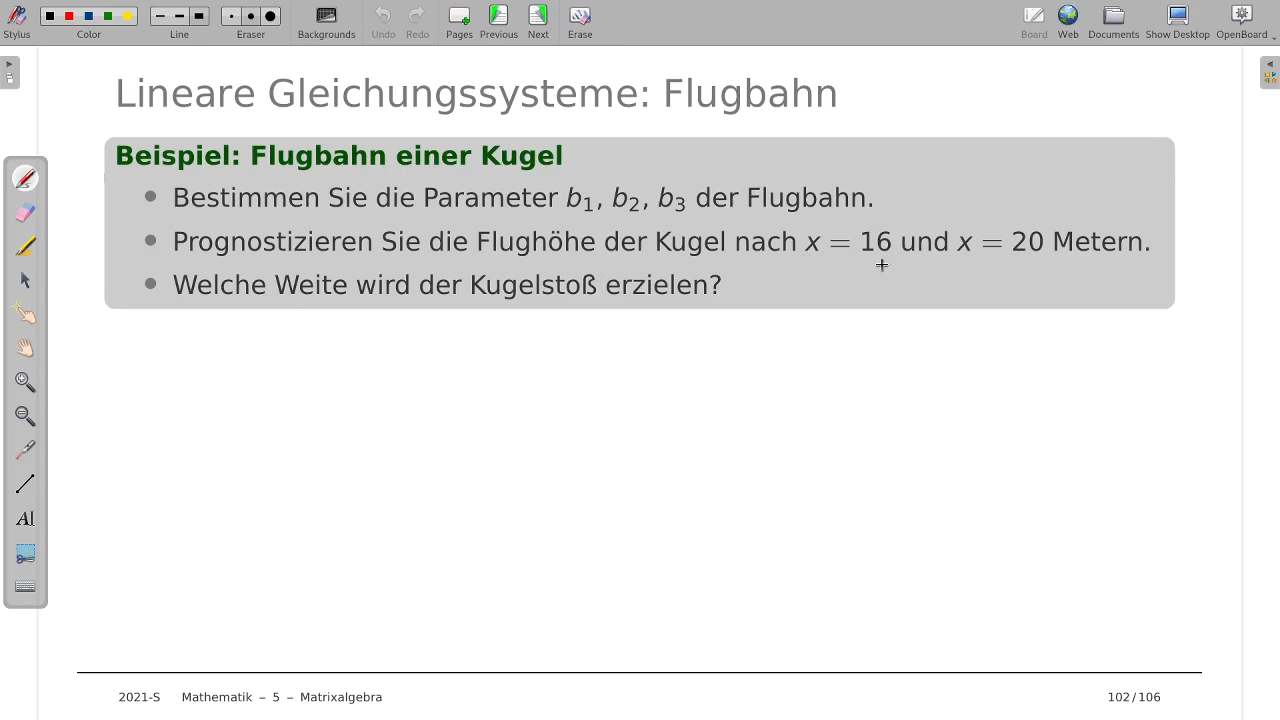 Stylus Color Line Eraser Backgrounds Undo Redo Pages Previous Next Erase Board Web Documents Show Desktop OpenBoard
Lineare Gleichungssysteme: Flugbahn
Beispiel: Flugbahn einer Kugel
• Bestimmen Sie die Parameter b₁, b₂, b₃ der Flugbahn.
• Prognostizieren Sie die Flughöhe der Kugel nach x = 16 und x = 20 Metern.
• Welche Weite wird der Kugelstoß erzielen?
AI
2021-S Mathematik – 5 – Matrixalgebra 102/106